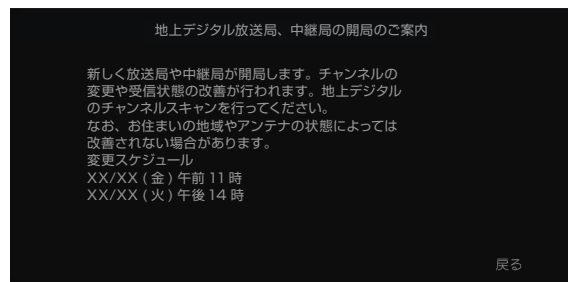 地上デジタル放送局、中継局の開局のご案内
新しく放送局や中継局が開局します。チャンネルの
変更や受信状態の改善が行われます。地上デジタル
のチャンネルスキャンを行ってください。
なお、お住まいの地域やアンテナの状態によっては
改善されない場合があります。
変更スケジュール
XX/XX (金) 午前 11 時
XX/XX (火) 午後 14 時
戻る